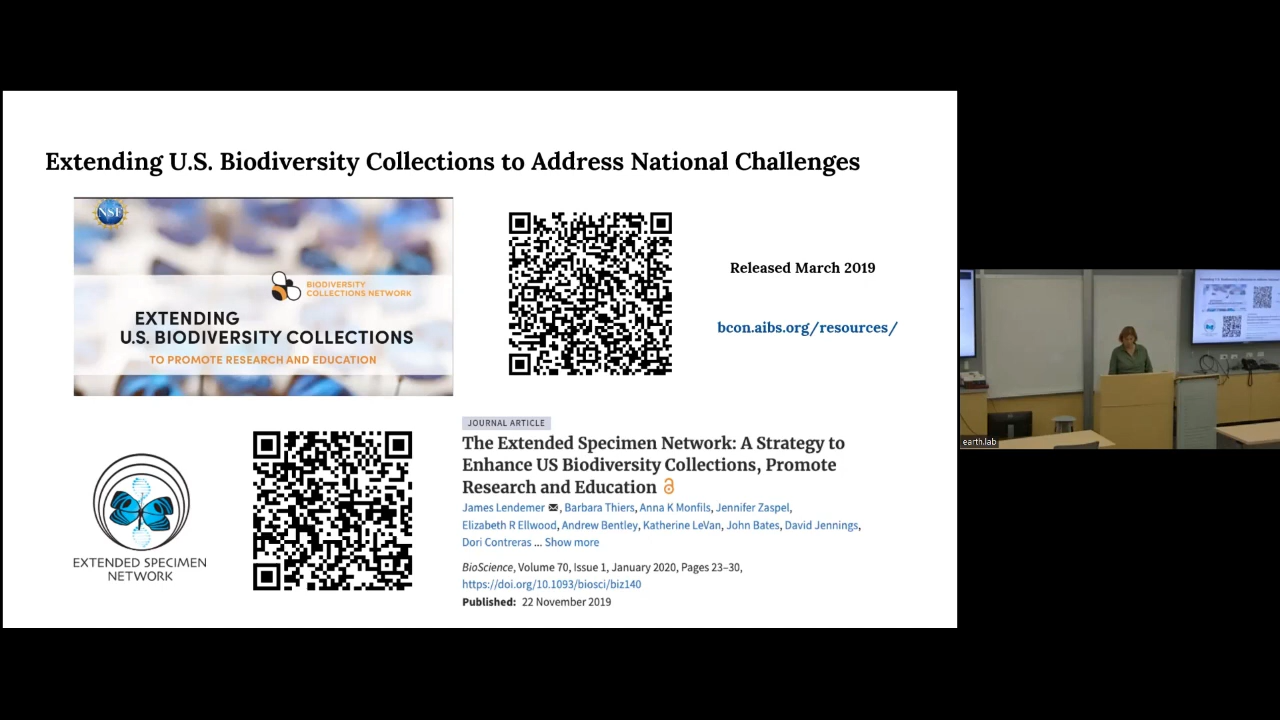 Extending U.S. Biodiversity Collections to Address National Challenges
NSF
BIODIVERSITY
COLLECTIONS NETWORK
EXTENDING
U.S. BIODIVERSITY COLLECTIONS
TO PROMOTE RESEARCH AND EDUCATION
Released March 2019
bcon.aibs.org/resources/
EXTENDED SPECIMEN
NETWORK
JOURNAL ARTICLE
The Extended Specimen Network: A Strategy to
Enhance US Biodiversity Collections, Promote
Research and Education
James Lendemer, Barbara Thiers, Anna K Monfils, Jennifer Zaspel,
Elizabeth R Ellwood, Andrew Bentley, Katherine LeVan, John Bates, David Jennings,
Dori Contreras ... Show more
BioScience, Volume 70, Issue 1, January 2020, Pages 23–30,
https://doi.org/10.1093/biosci/biz140
Published: 22 November 2019
earth.lab